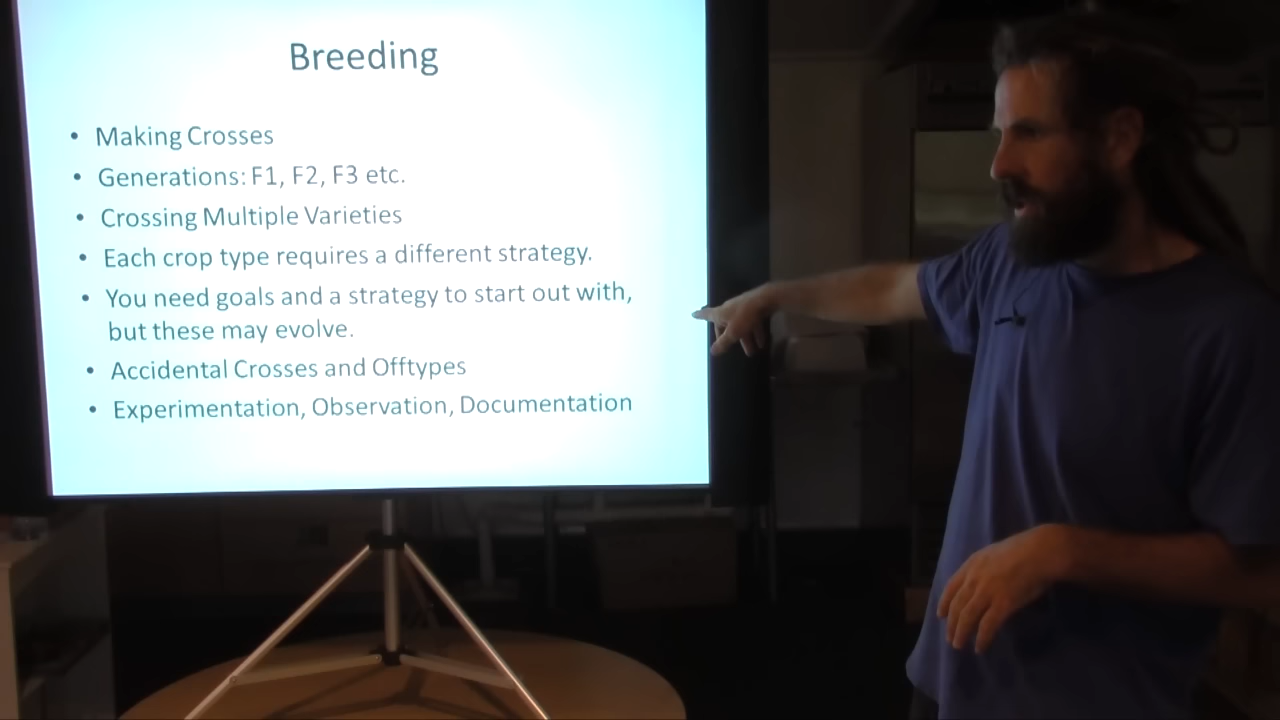 Breeding
• Making Crosses
• Generations: F1, F2, F3 etc.
• Crossing Multiple Varieties
• Each crop type requires a different strategy.
• You need goals and a strategy to start out with,
but these may evolve.
• Accidental Crosses and Offtypes
• Experimentation, Observation, Documentation